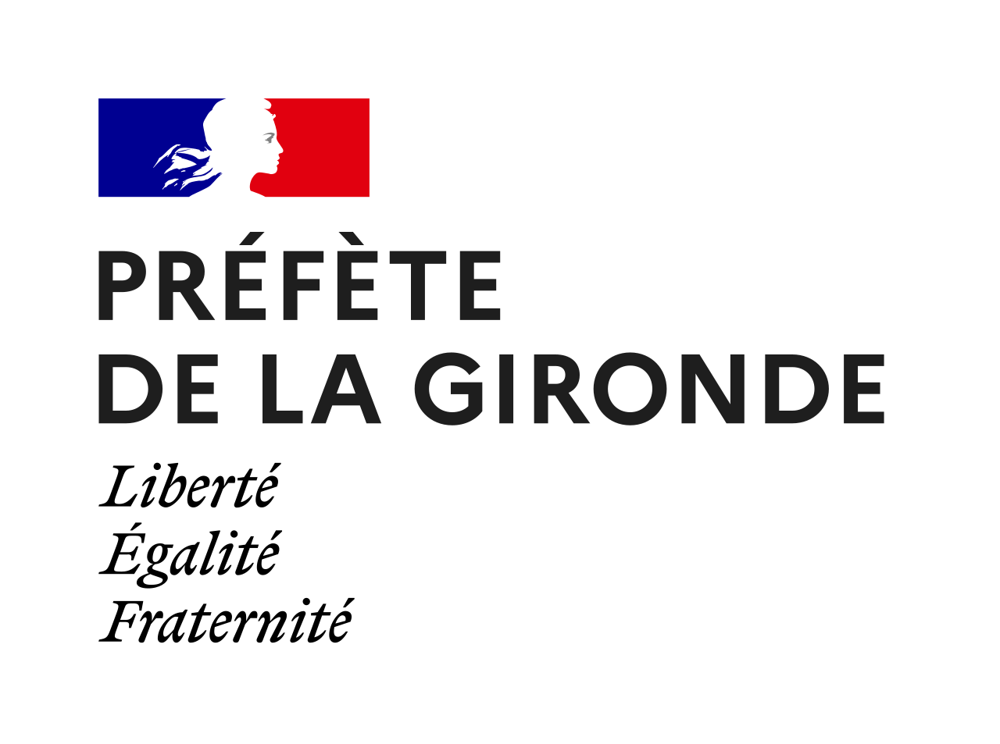 PRÉFÈTE
DE LA GIRONDE
Liberté
Égalité
Fraternité